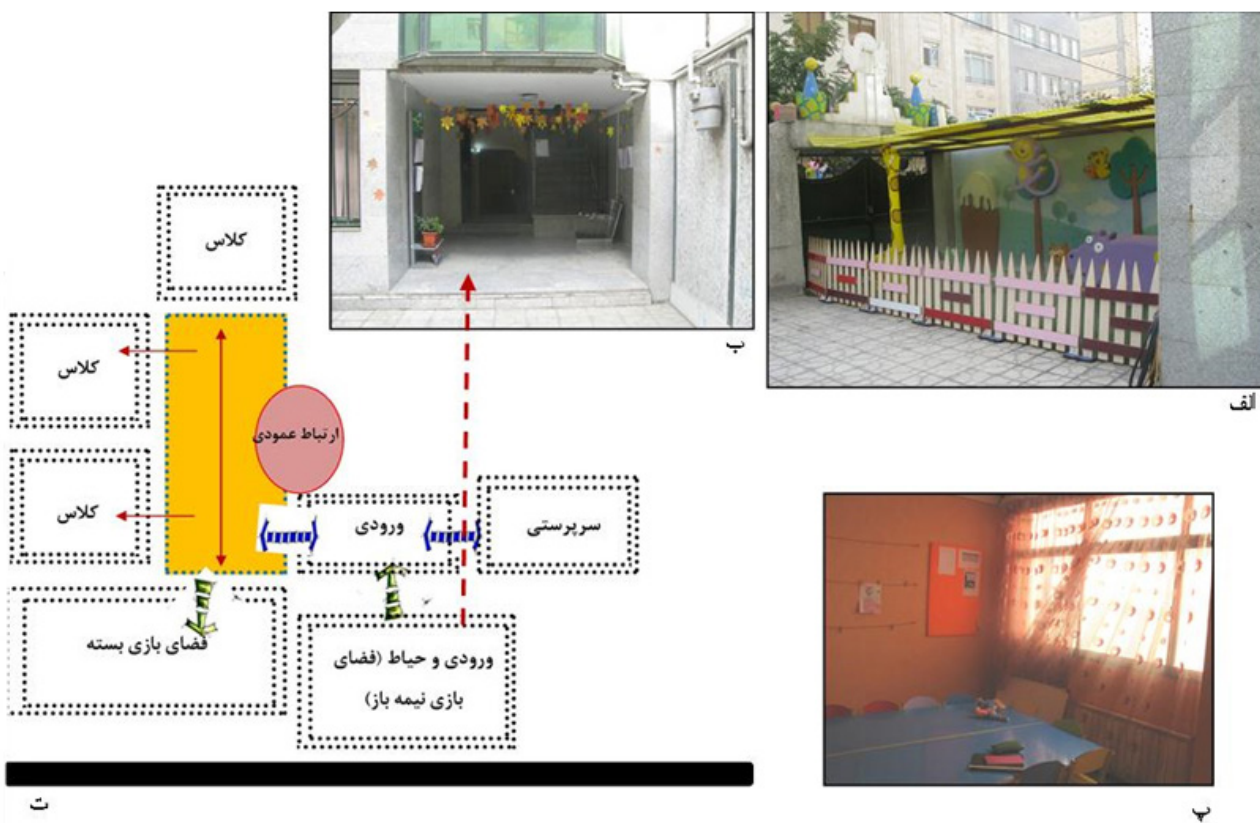 ب
الف
کلاس
کلاس
ارتباط عمودی
کلاس
ورودی
سرپرستی
فضای بازی بسته
ورودی و حیاط (فضای
بازی نیمه باز)
ت
پ